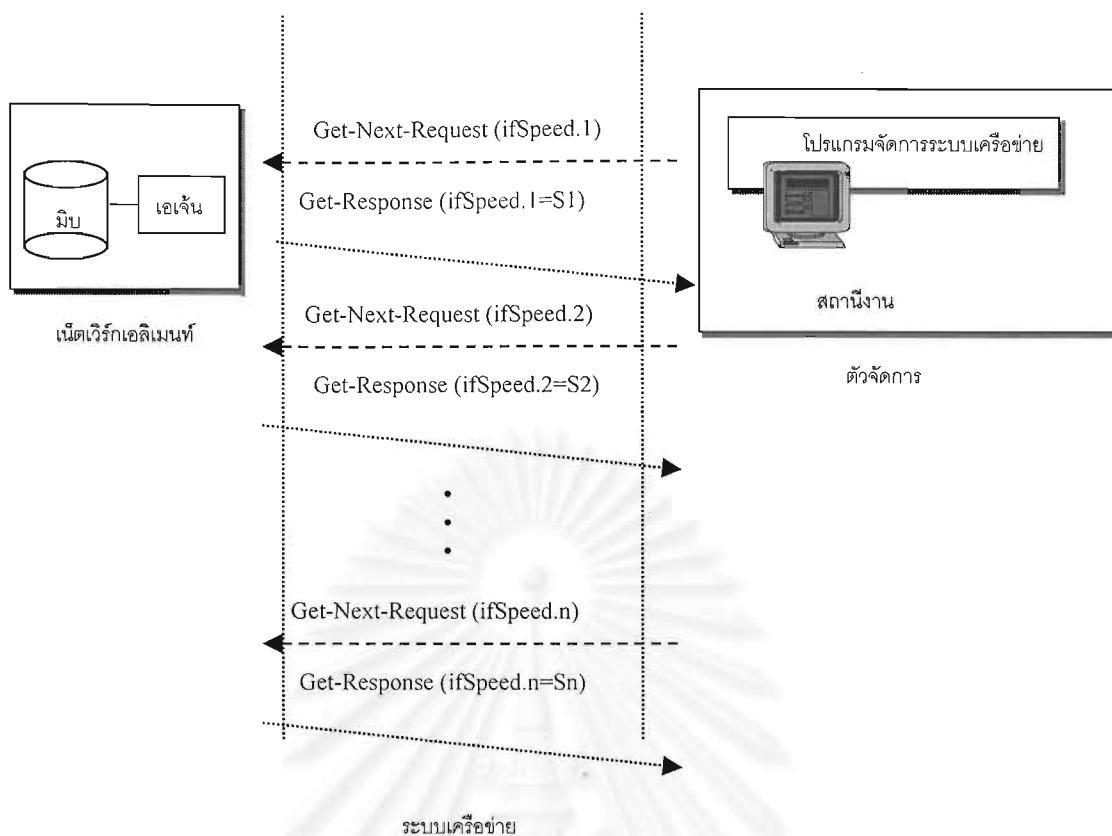 Get-Next-Request (ifSpeed.1)
โปรแกรมจัดการระบบเครือข่าย
มิบ
เอเจ้น
Get-Response (ifSpeed.1=S1)
สถานีงาน
เน็ตเวิร์กเอลิเมนท์
Get-Next-Request (ifSpeed.2)
ตัวจัดการ
Get-Response (ifSpeed.2=S2)
Get-Next-Request (ifSpeed.n)
Get-Response (ifSpeed.n=Sn)
ระบบเครือข่าย